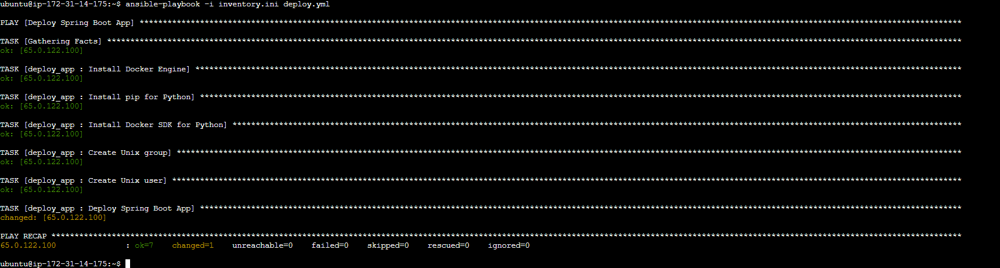 ubuntu@ip-172-31-14-175:~$ ansible-playbook -i inventory.ini deploy.yml
PLAY [Deploy Spring Boot App] *********************************************************************************************************************************************************************************
TASK [Gathering Facts] ****************************************************************************************************************************************************************************************
ok: [65.0.122.100]
TASK [deploy_app : Install Docker Engine] *********************************************************************************************************************************************************************
ok: [65.0.122.100]
TASK [deploy_app : Install pip for Python] ********************************************************************************************************************************************************************
ok: [65.0.122.100]
TASK [deploy_app : Install Docker SDK for Python] *************************************************************************************************************************************************************
ok: [65.0.122.100]
TASK [deploy_app : Create Unix group] *************************************************************************************************************************************************************************
ok: [65.0.122.100]
TASK [deploy_app : Create Unix user] **************************************************************************************************************************************************************************
ok: [65.0.122.100]
TASK [deploy_app : Deploy Spring Boot App] ********************************************************************************************************************************************************************
changed: [65.0.122.100]
PLAY RECAP ****************************************************************************************************************************************************************************************************
65.0.122.100               : ok=7    changed=1    unreachable=0    failed=0    skipped=0    rescued=0    ignored=0
ubuntu@ip-172-31-14-175:~$